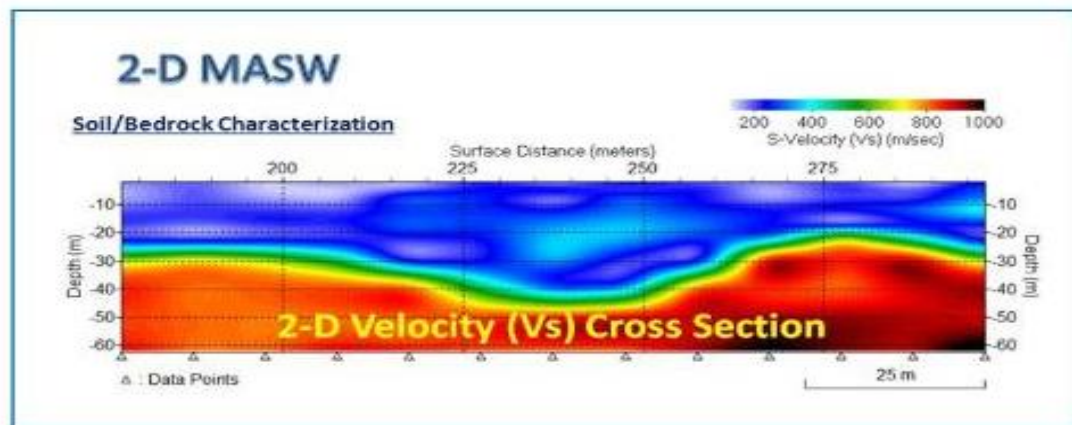 2-D MASW
Soil/Bedrock Characterization
200 400 600 800 1000
S-Velocity (Vs) (m/sec)
Surface Distance (meters)
200 225 250 275
-10 -10
-20 -20
-30 -30
-40 -40
-50 -50
-60 -60
Depth (m)
Depth (m)
2-D Velocity (Vs) Cross Section
: Data Points
25 m